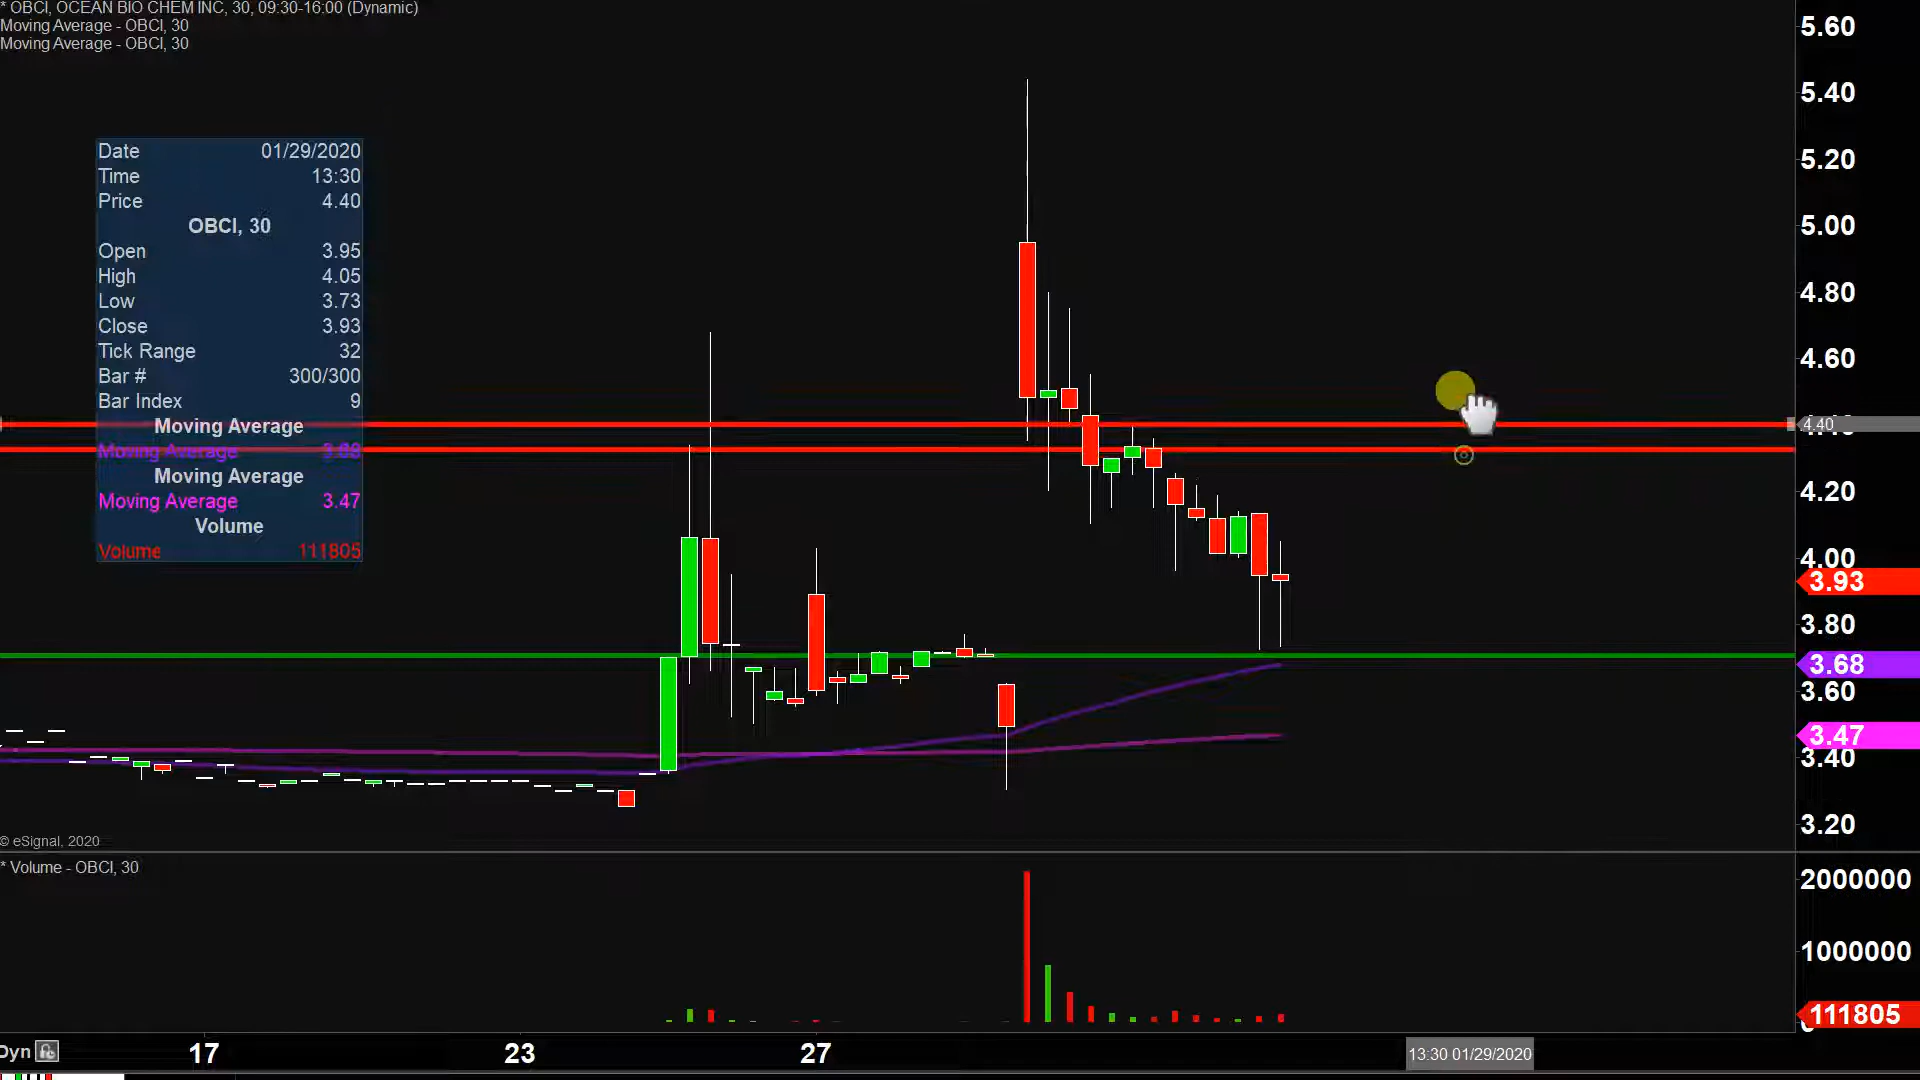 * OBCI, OCEAN BIO CHEM INC, 30, 09:30-16:00 (Dynamic)
Moving Average - OBCI, 30
Moving Average - OBCI, 30
Date 01/29/2020
Time 13:30
Price 4.40
OBCI, 30
Open 3.95
High 4.05
Low 3.73
Close 3.93
Tick Range 32
Bar # 300/300
Bar Index 9
Moving Average
Moving Average 3.68
Moving Average
Moving Average 3.47
Volume
Volume 111805
5.60
5.40
5.20
5.00
4.80
4.60
4.40
4.20
4.00
3.93
3.80
3.68
3.60
3.47
3.40
3.20
© eSignal, 2020
* Volume - OBCI, 30
2000000
1000000
111805
Dyn
17
23
27
13:30 01/29/2020